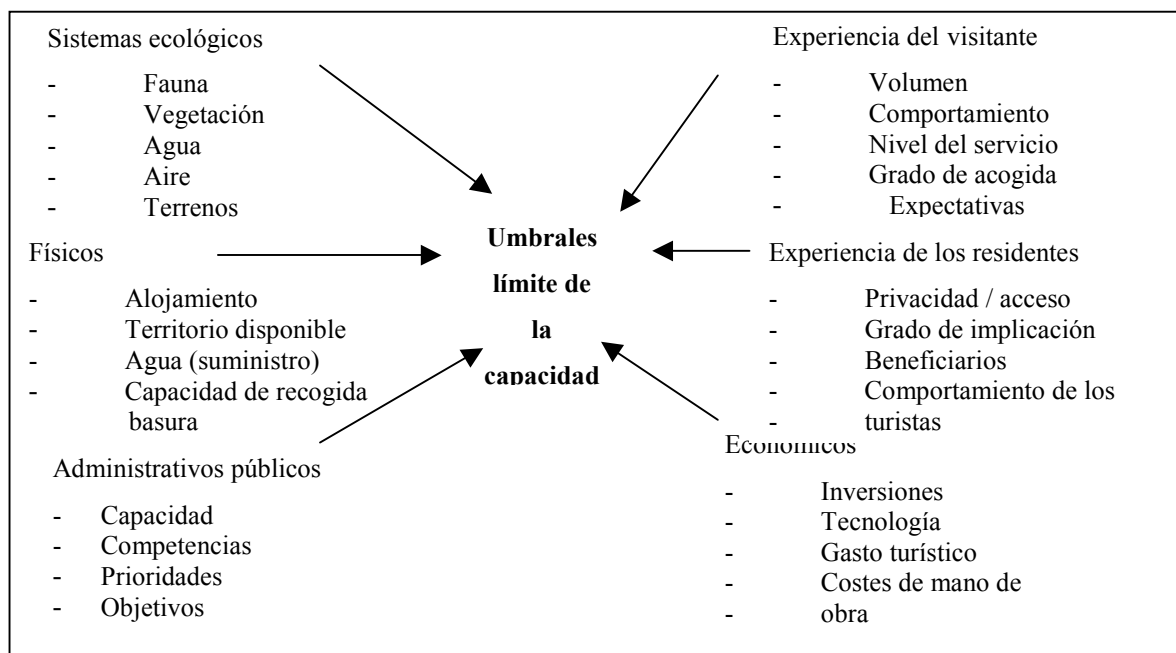 Sistemas ecológicos
- Fauna
- Vegetación
- Agua
- Aire
- Terrenos
Físicos
- Alojamiento
- Territorio disponible
- Agua (suministro)
- Capacidad de recogida
basura
Administrativos públicos
- Capacidad
- Competencias
- Prioridades
- Objetivos
Umbrales
límite de
la
capacidad
Experiencia del visitante
- Volumen
- Comportamiento
- Nivel del servicio
- Grado de acogida
- Expectativas
Experiencia de los residentes
- Privacidad / acceso
- Grado de implicación
- Beneficiarios
- Comportamiento de los
- turistas
Económicos
- Inversiones
- Tecnología
- Gasto turístico
- Costes de mano de
- obra